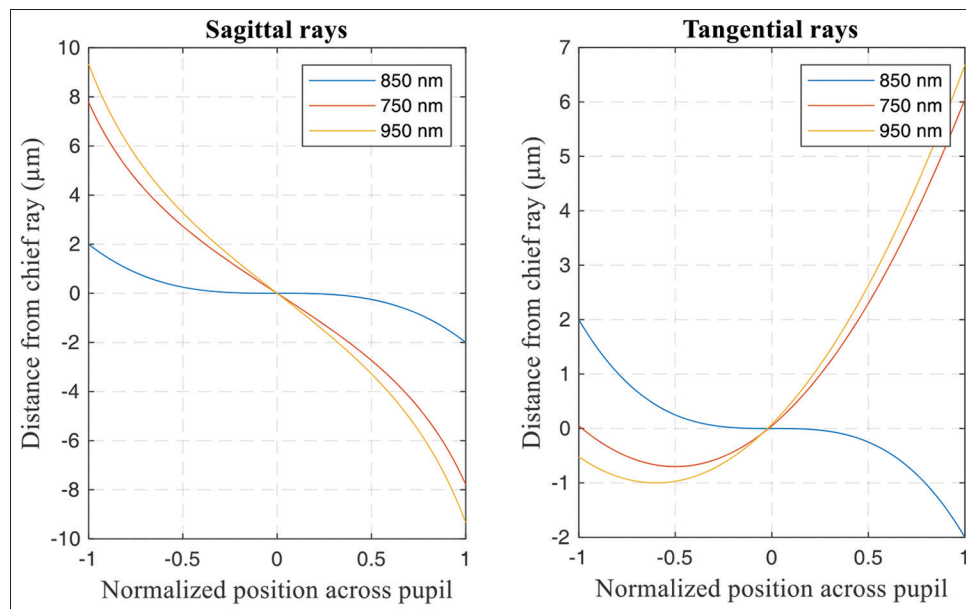 Sagittal rays
10
8
6
4
2
0
-2
-4
-6
-8
-10
-1
-0.5
0
0.5
1
850 nm
750 nm
950 nm
Distance from chief ray (μm)
Normalized position across pupil
Tangential rays
7
6
5
4
3
2
1
0
-1
-2
-1
-0.5
0
0.5
1
850 nm
750 nm
950 nm
Distance from chief ray (μm)
Normalized position across pupil